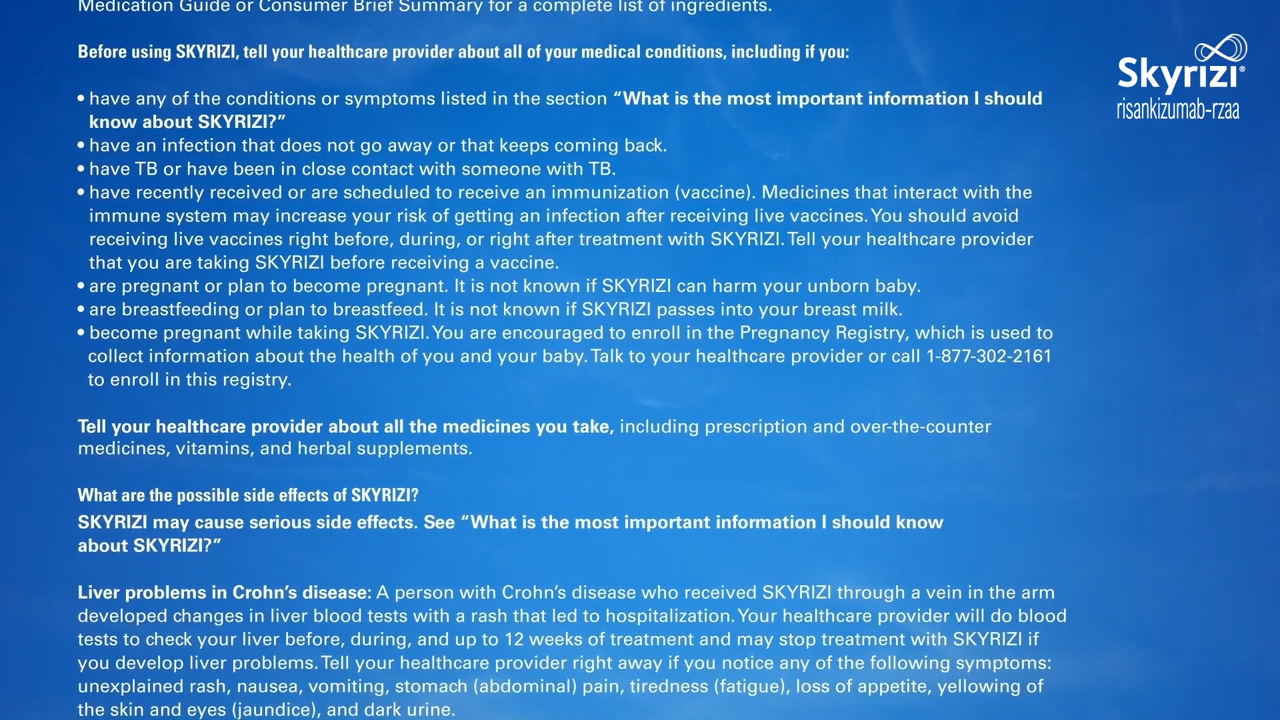 Medication Guide or Consumer Brief Summary for a complete list of ingredients.
Before using SKYRIZI, tell your healthcare provider about all of your medical conditions, including if you:
• have any of the conditions or symptoms listed in the section “What is the most important information I should
know about SKYRIZI?”
• have an infection that does not go away or that keeps coming back.
• have TB or have been in close contact with someone with TB.
• have recently received or are scheduled to receive an immunization (vaccine). Medicines that interact with the
immune system may increase your risk of getting an infection after receiving live vaccines. You should avoid
receiving live vaccines right before, during, or right after treatment with SKYRIZI. Tell your healthcare provider
that you are taking SKYRIZI before receiving a vaccine.
• are pregnant or plan to become pregnant. It is not known if SKYRIZI can harm your unborn baby.
• are breastfeeding or plan to breastfeed. It is not known if SKYRIZI passes into your breast milk.
• become pregnant while taking SKYRIZI. You are encouraged to enroll in the Pregnancy Registry, which is used to
collect information about the health of you and your baby. Talk to your healthcare provider or call 1-877-302-2161
to enroll in this registry.
Tell your healthcare provider about all the medicines you take, including prescription and over-the-counter
medicines, vitamins, and herbal supplements.
What are the possible side effects of SKYRIZI?
SKYRIZI may cause serious side effects. See “What is the most important information I should know
about SKYRIZI?”
Liver problems in Crohn’s disease: A person with Crohn’s disease who received SKYRIZI through a vein in the arm
developed changes in liver blood tests with a rash that led to hospitalization. Your healthcare provider will do blood
tests to check your liver before, during, and up to 12 weeks of treatment and may stop treatment with SKYRIZI if
you develop liver problems. Tell your healthcare provider right away if you notice any of the following symptoms:
unexplained rash, nausea, vomiting, stomach (abdominal) pain, tiredness (fatigue), loss of appetite, yellowing of
the skin and eyes (jaundice), and dark urine.
Skyrizi®
risankizumab-rzaa